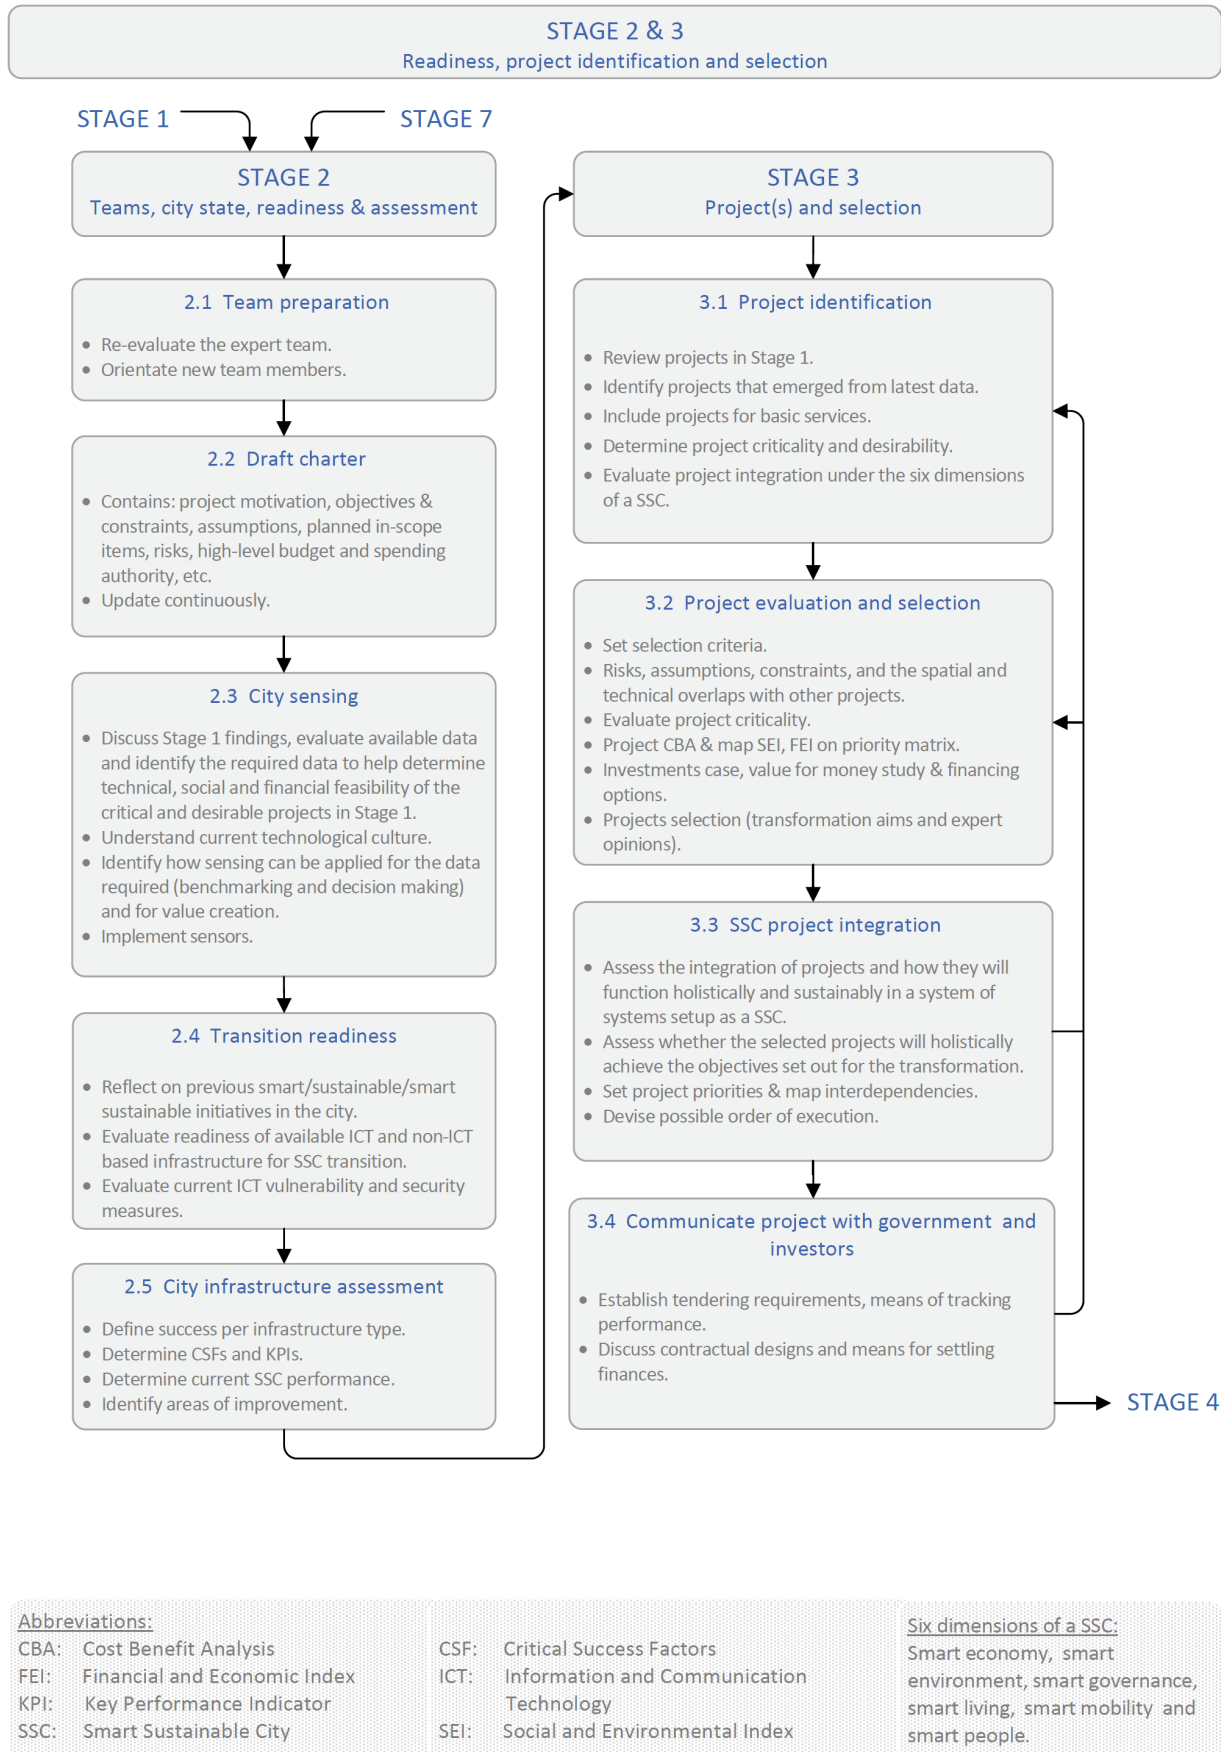 STAGE 2 & 3
Readiness, project identification and selection
STAGE 1
STAGE 7
STAGE 2
Teams, city state, readiness & assessment
2.1 Team preparation
• Re-evaluate the expert team.
• Orientate new team members.
2.2 Draft charter
• Contains: project motivation, objectives &
constraints, assumptions, planned in-scope
items, risks, high-level budget and spending
authority, etc.
• Update continuously.
2.3 City sensing
• Discuss Stage 1 findings, evaluate available data
and identify the required data to help determine
technical, social and financial feasibility of the
critical and desirable projects in Stage 1.
• Understand current technological culture.
• Identify how sensing can be applied for the data
required (benchmarking and decision making)
and for value creation.
• Implement sensors.
2.4 Transition readiness
• Reflect on previous smart/sustainable/smart
sustainable initiatives in the city.
• Evaluate readiness of available ICT and non-ICT
based infrastructure for SSC transition.
• Evaluate current ICT vulnerability and security
measures.
2.5 City infrastructure assessment
• Define success per infrastructure type.
• Determine CSFs and KPIs.
• Determine current SSC performance.
• Identify areas of improvement.
STAGE 3
Project(s) and selection
3.1 Project identification
• Review projects in Stage 1.
• Identify projects that emerged from latest data.
• Include projects for basic services.
• Determine project criticality and desirability.
• Evaluate project integration under the six dimensions
of a SSC.
3.2 Project evaluation and selection
• Set selection criteria.
• Risks, assumptions, constraints, and the spatial and
technical overlaps with other projects.
• Evaluate project criticality.
• Project CBA & map SEI, FEI on priority matrix.
• Investments case, value for money study & financing
options.
• Projects selection (transformation aims and expert
opinions).
3.3 SSC project integration
• Assess the integration of projects and how they will
function holistically and sustainably in a system of
systems setup as a SSC.
• Assess whether the selected projects will holistically
achieve the objectives set out for the transformation.
• Set project priorities & map interdependencies.
• Devise possible order of execution.
3.4 Communicate project with government and
investors
• Establish tendering requirements, means of tracking
performance.
• Discuss contractual designs and means for settling
finances.
STAGE 4
Abbreviations:
CBA: Cost Benefit Analysis
FEI: Financial and Economic Index
KPI: Key Performance Indicator
SSC: Smart Sustainable City
CSF: Critical Success Factors
ICT: Information and Communication
Technology
SEI: Social and Environmental Index
Six dimensions of a SSC:
Smart economy, smart
environment, smart governance,
smart living, smart mobility and
smart people.